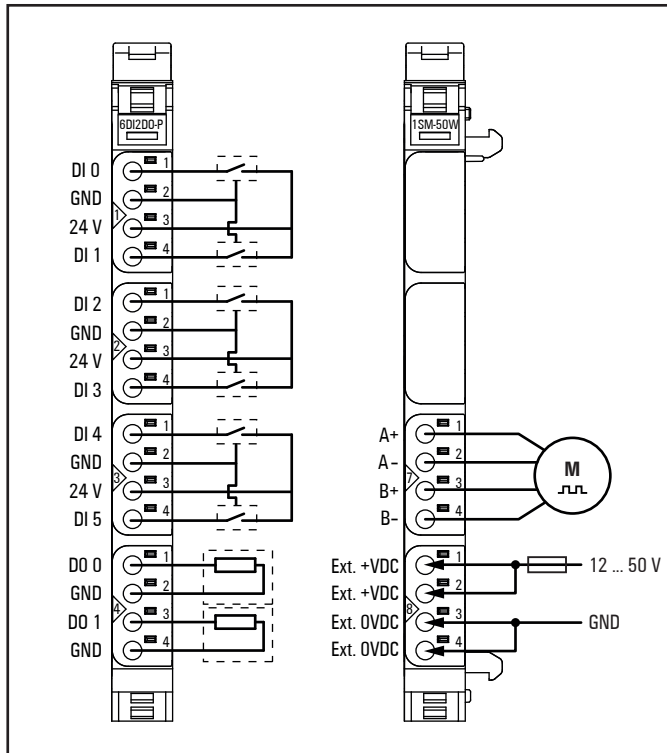 6DI2DO-P
DI 0 1
GND 2
1
24 V 3
DI 1 4
DI 2 1
GND 2
2
24 V 3
DI 3 4
DI 4 1
GND 2
3
24 V 3
DI 5 4
DO 0 1
GND 2
4
DO 1 3
GND 4
1SM-50W
A+ 1
A− 2
7
B+ 3
B− 4
M
Ext. +VDC 1
12 ... 50 V
Ext. +VDC 2
8
Ext. 0VDC 3
GND
Ext. 0VDC 4